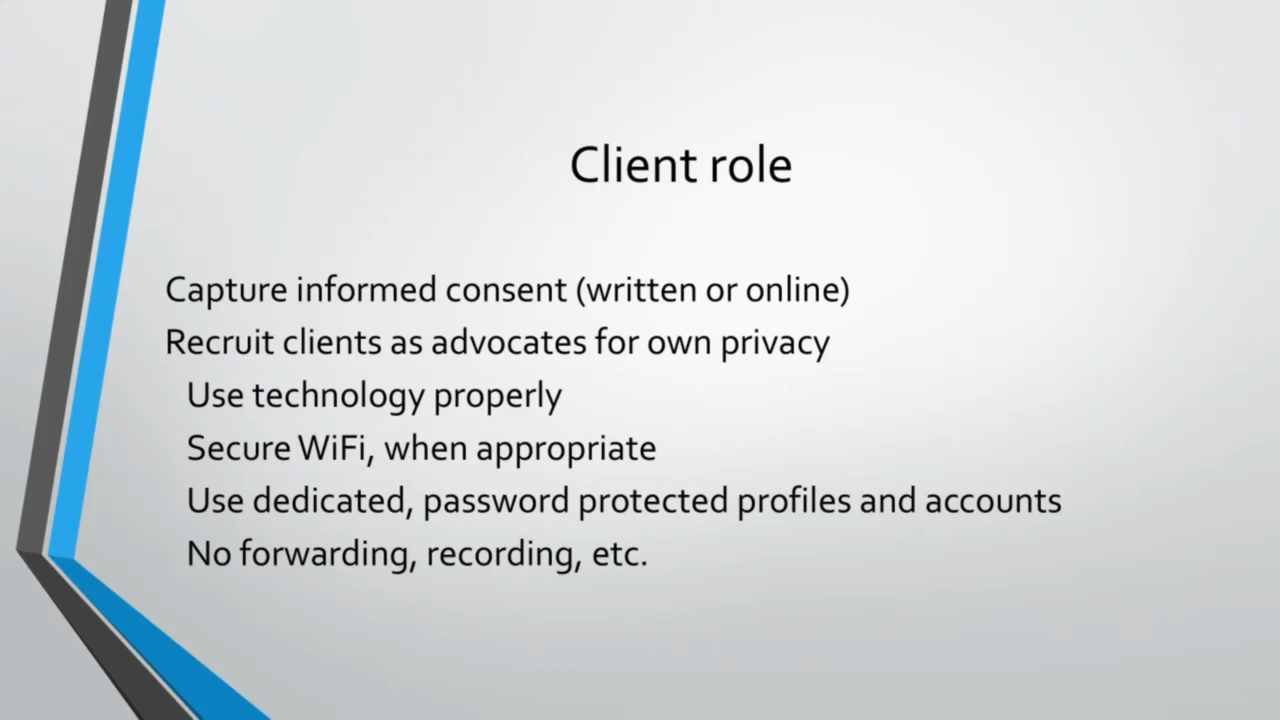 Client role
Capture informed consent (written or online)
Recruit clients as advocates for own privacy
Use technology properly
Secure WiFi, when appropriate
Use dedicated, password protected profiles and accounts
No forwarding, recording, etc.